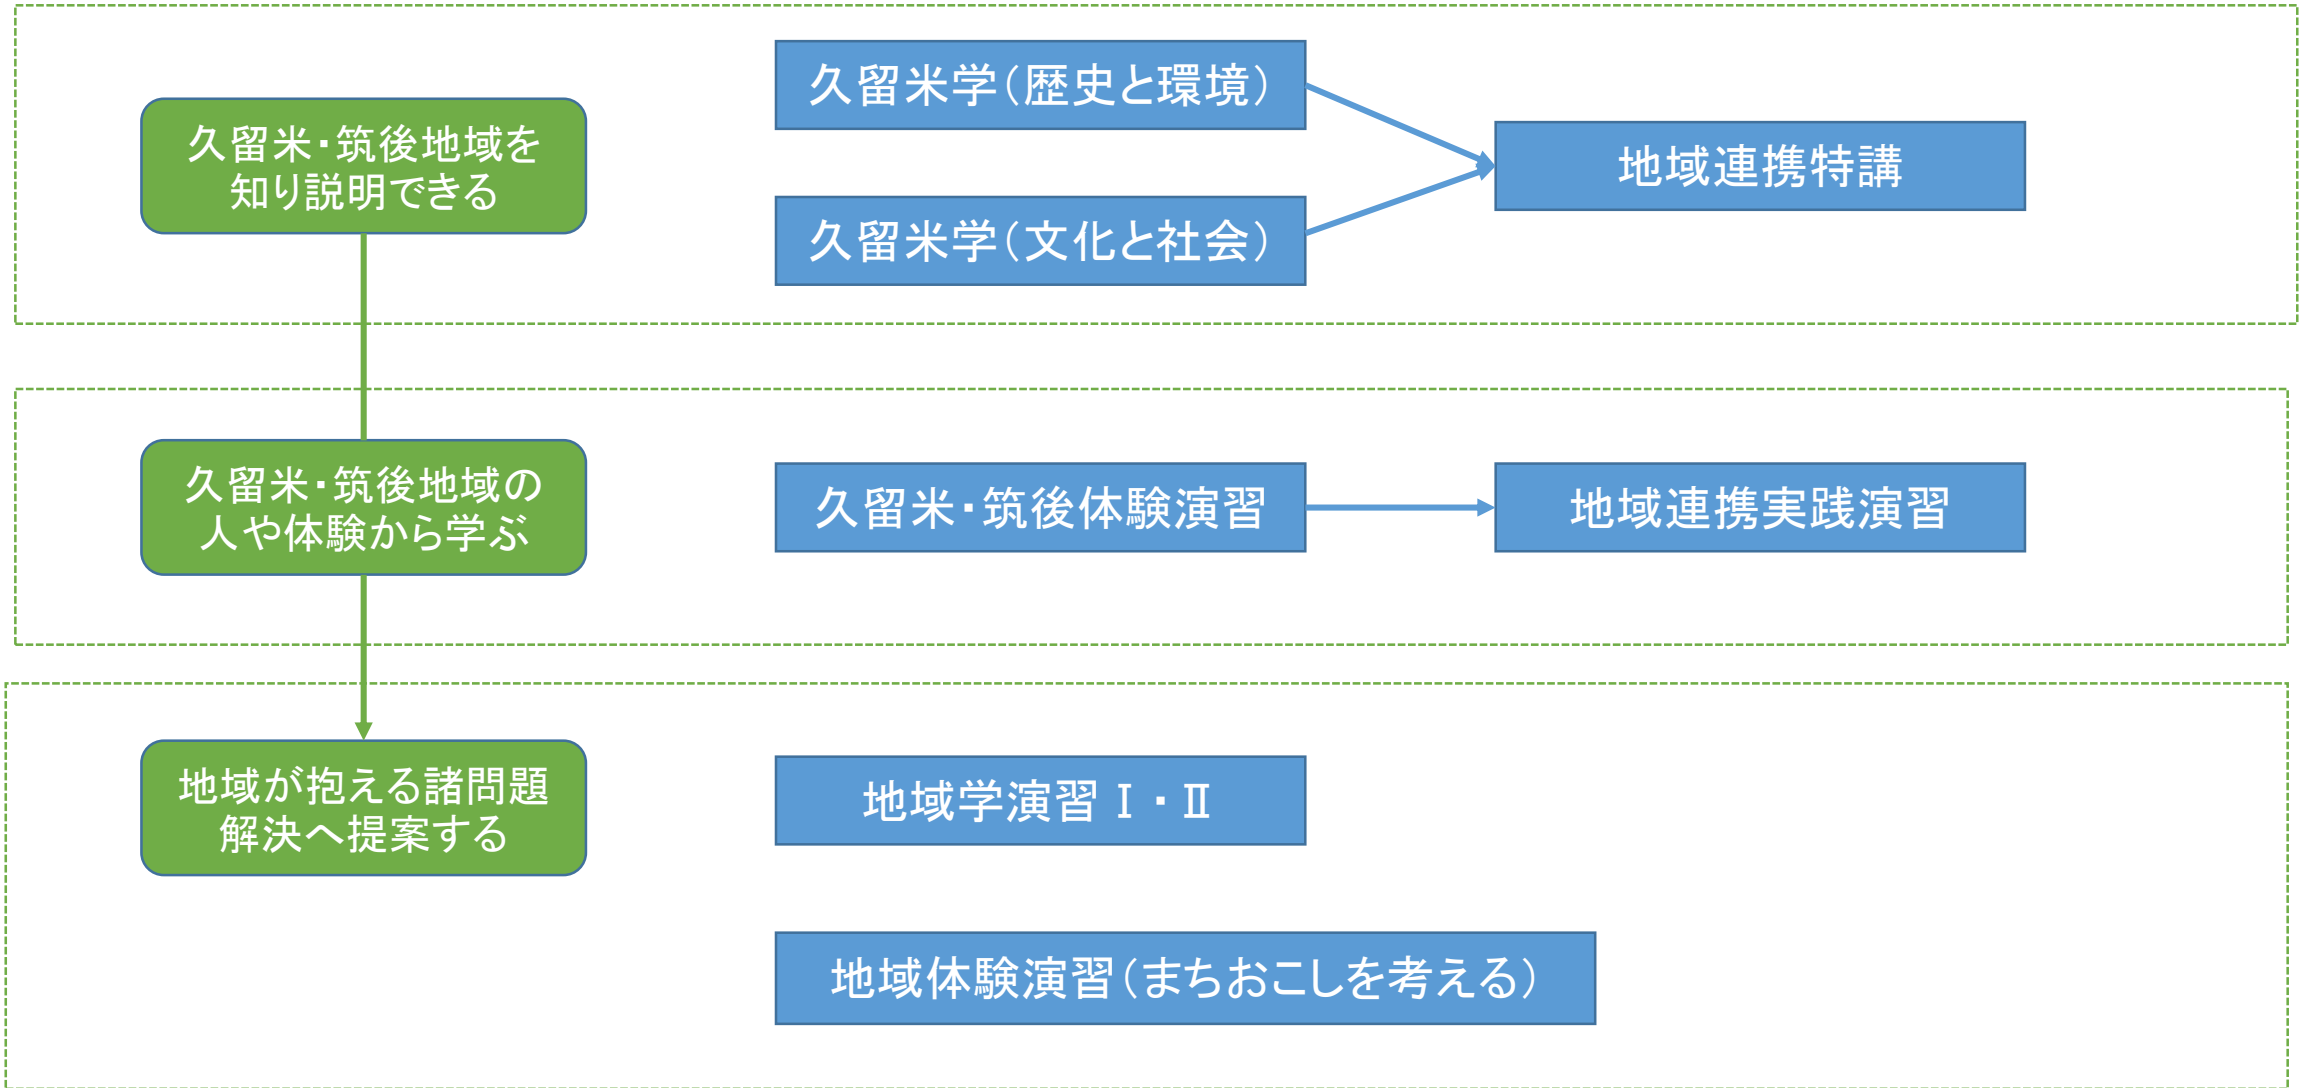 久留米・筑後地域を
知り説明できる
久留米学（歴史と環境）
久留米学（文化と社会）
地域連携特講
久留米・筑後地域の
人や体験から学ぶ
久留米・筑後体験演習
地域連携実践演習
地域が抱える諸問題
解決へ提案する
地域学演習Ⅰ・Ⅱ
地域体験演習（まちおこしを考える）